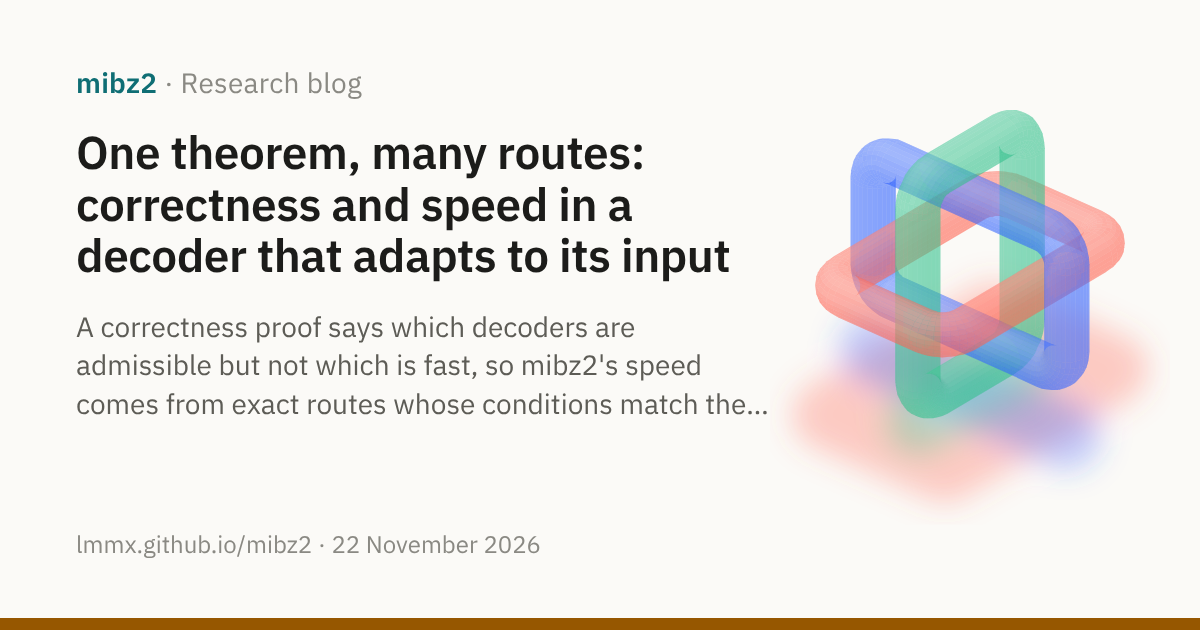 mibz2 · Research blog
One theorem, many routes:
correctness and speed in a
decoder that adapts to its input
A correctness proof says which decoders are
admissible but not which is fast, so mibz2's speed
comes from exact routes whose conditions match the…
lmmx.github.io/mibz2 · 22 November 2026